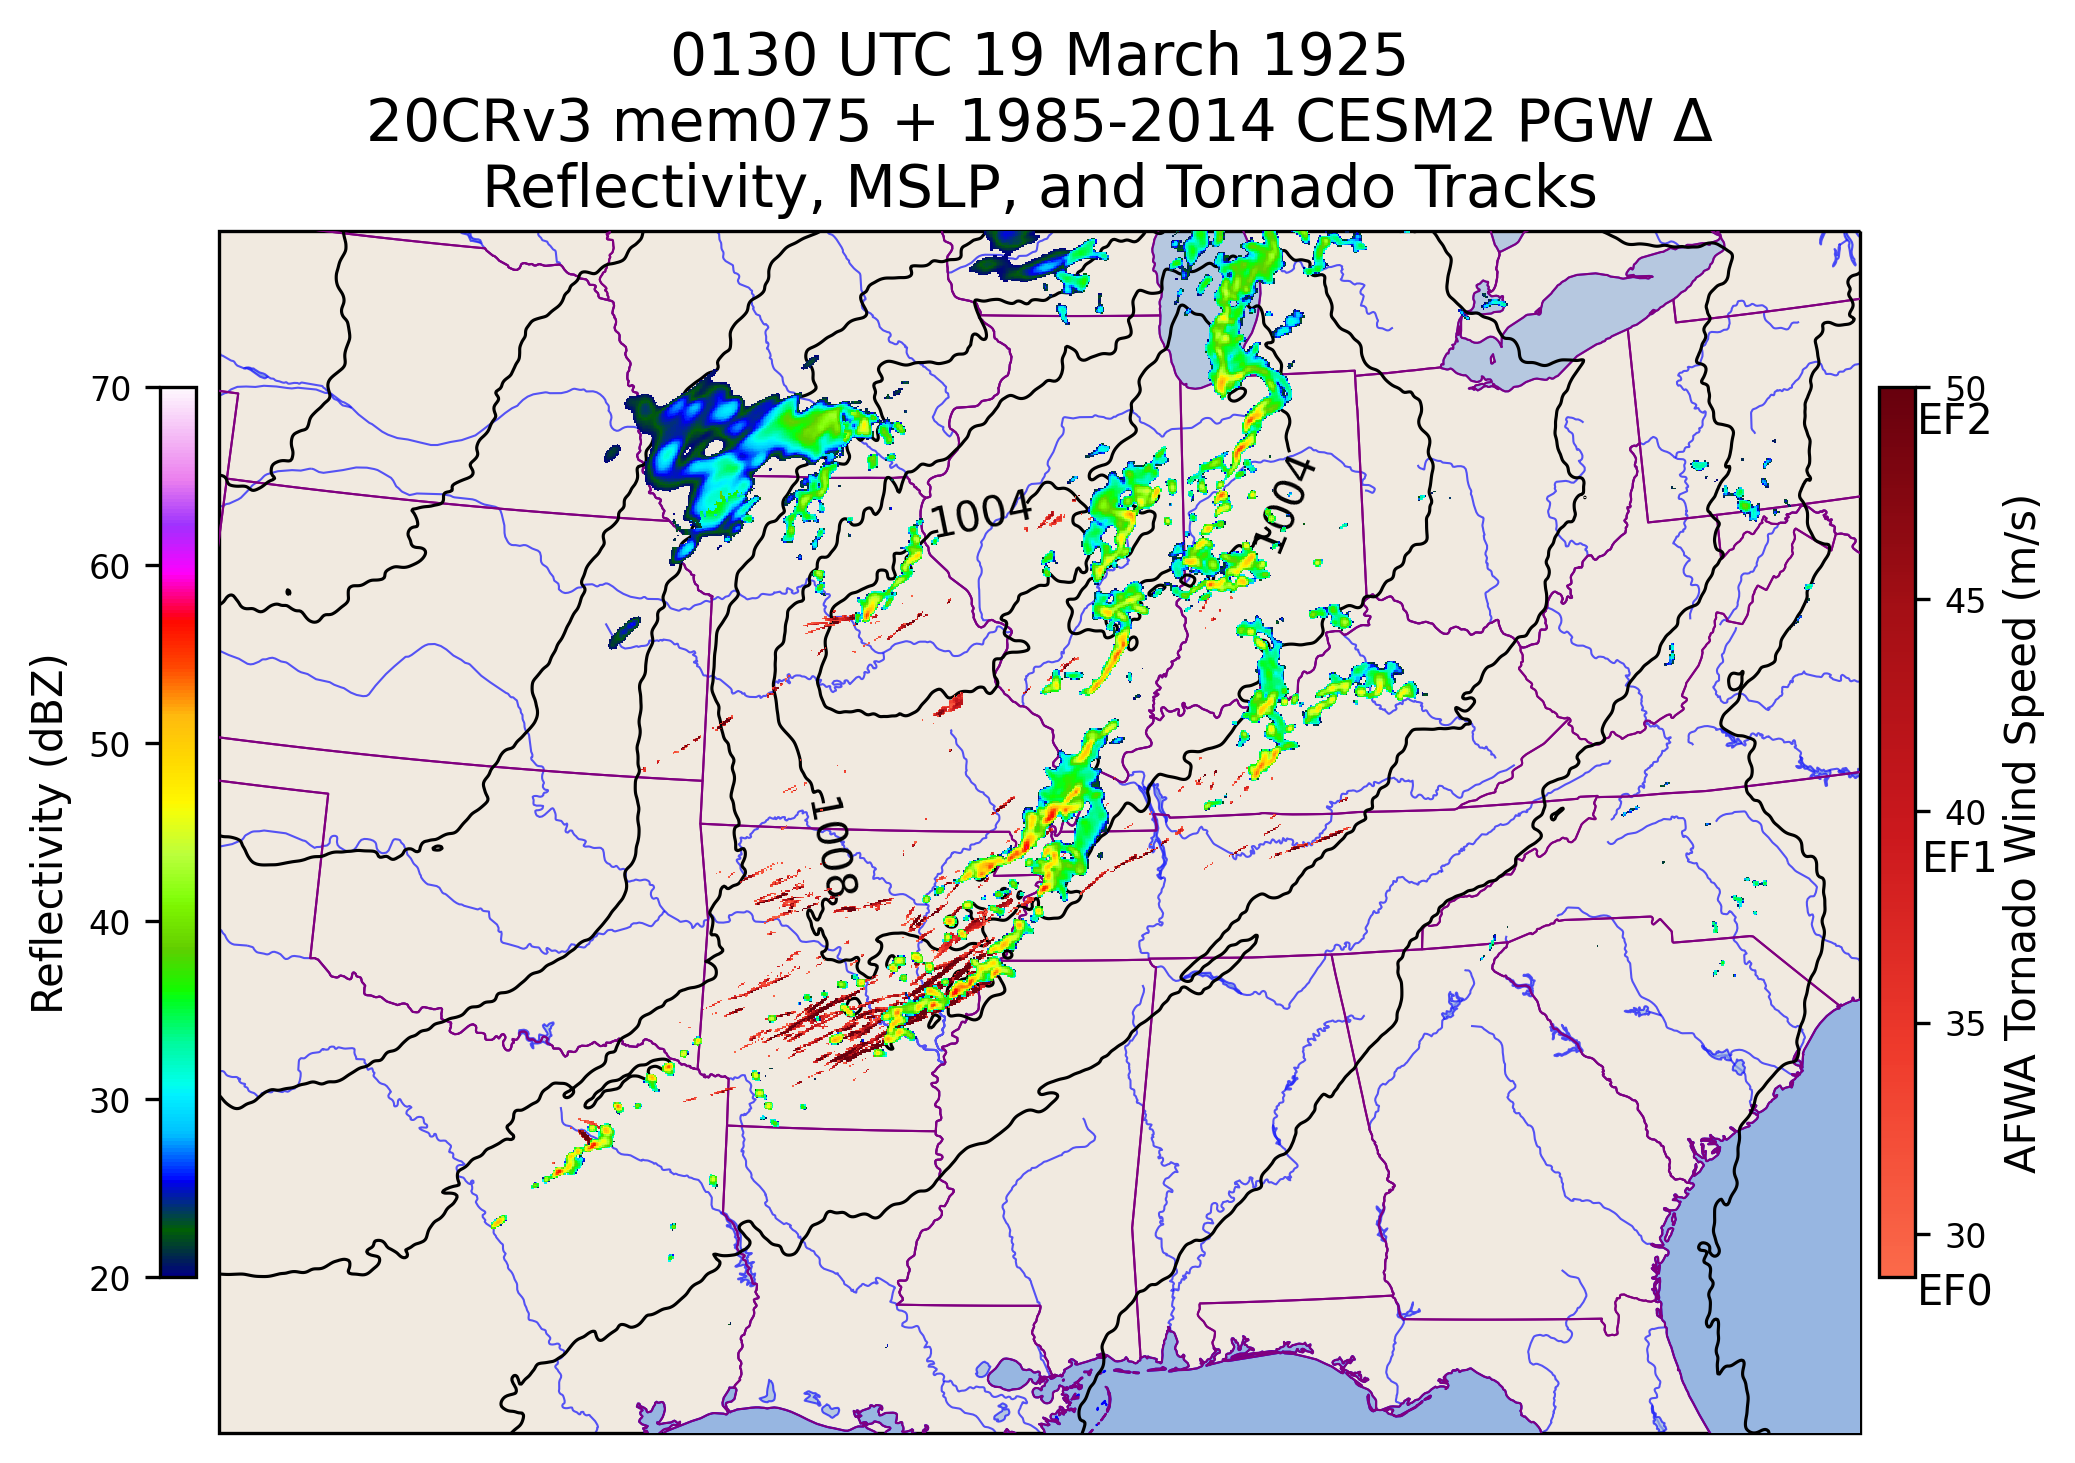 0130 UTC 19 March 1925
20CRv3 mem075 + 1985-2014 CESM2 PGW Δ
Reflectivity, MSLP, and Tornado Tracks
70
60
50
40
30
20
Reflectivity (dBZ)
1004
1004
1008
50
EF2
45
40
EF1
35
30
EF0
AFWA Tornado Wind Speed (m/s)